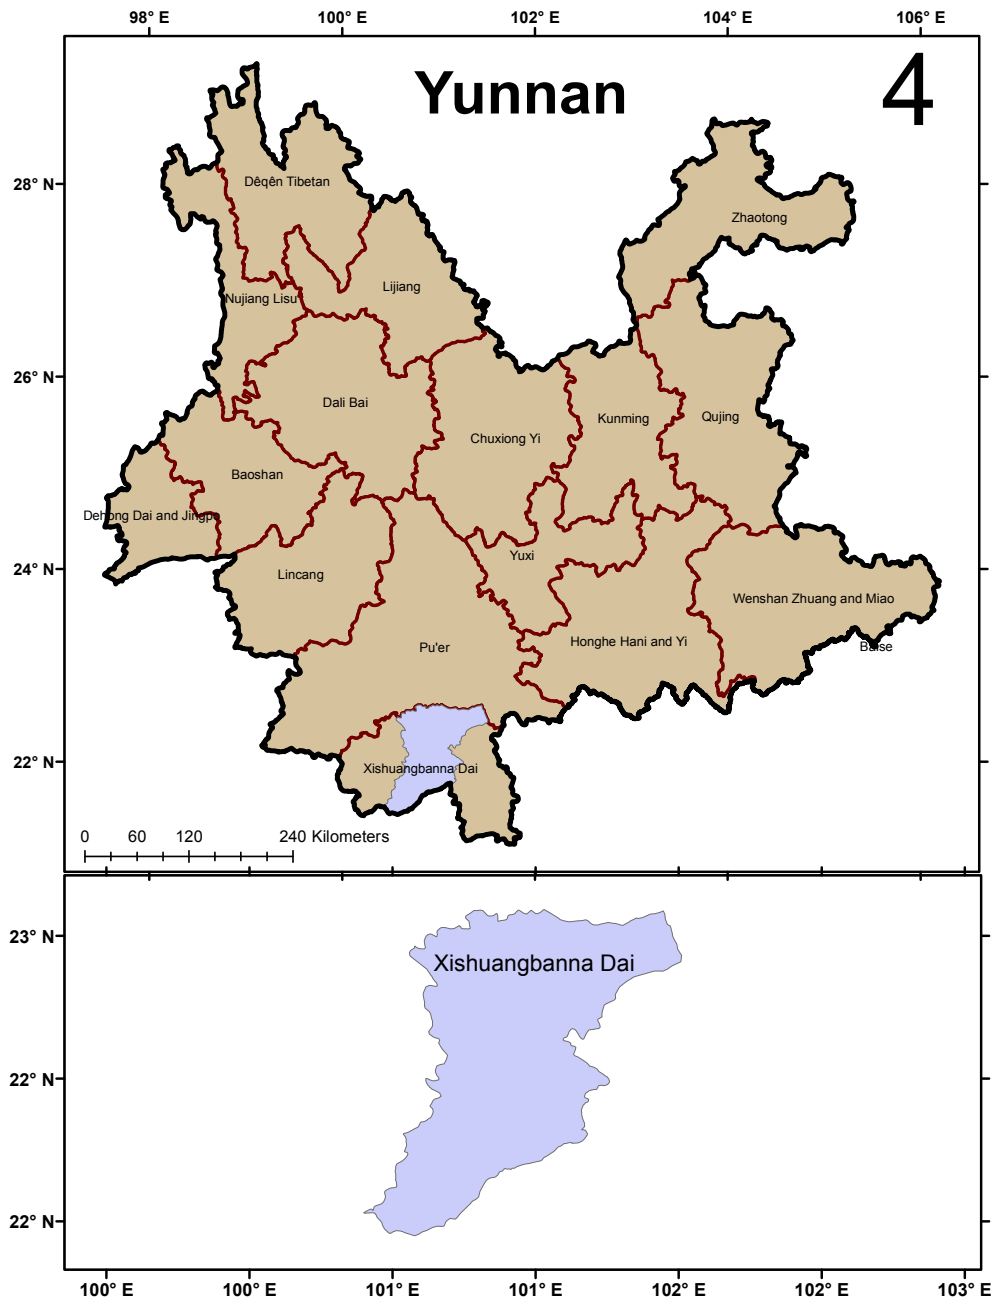 98° E 100° E 102° E 104° E 106° E
Yunnan
4
28° N
Dêqên Tibetan
Zhaotong
Lijiang
Nujiang Lisu
26° N
Dali Bai
Kunming
Qujing
Chuxiong Yi
Baoshan
Dehong Dai and Jingpo
Yuxi
24° N
Lincang
Wenshan Zhuang and Miao
Honghe Hani and Yi
Pu'er
Baise
22° N
Xishuangbanna Dai
0 60 120 240 Kilometers
23° N
Xishuangbanna Dai
22° N
22° N
100° E 100° E 101° E 101° E 102° E 102° E 103° E